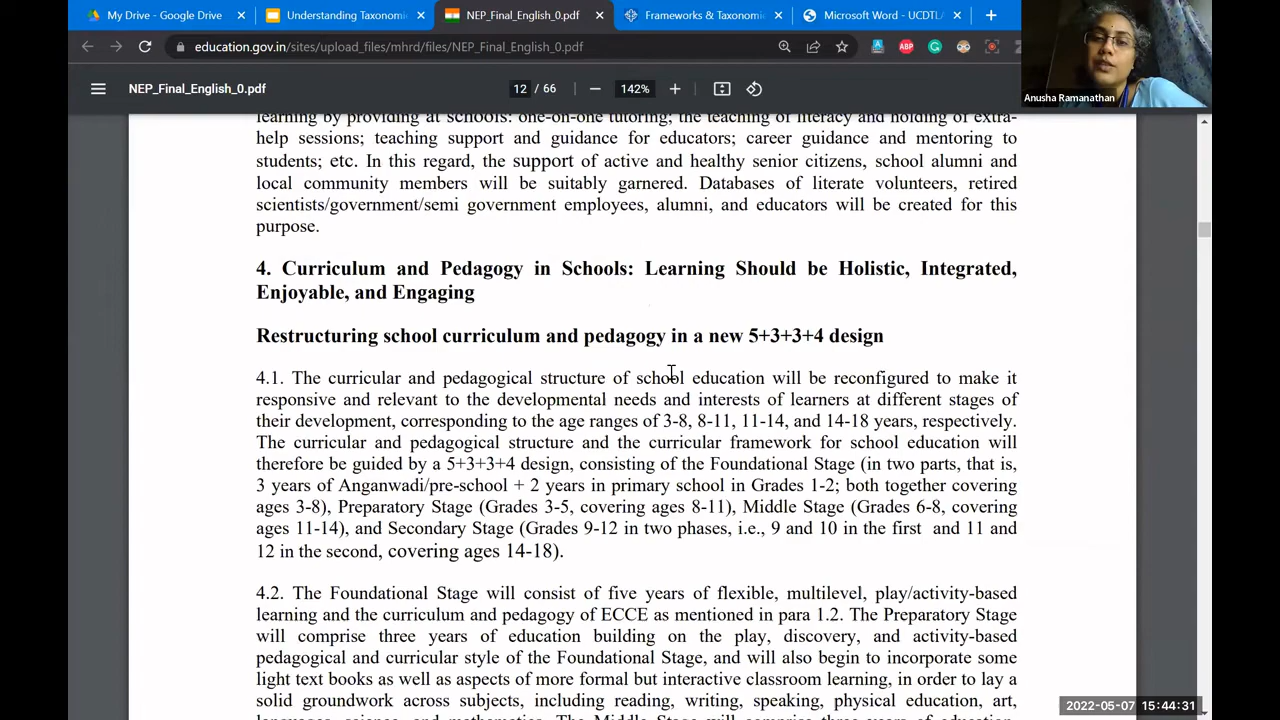 My Drive - Google Drive
Understanding Taxonomi
NEP_Final_English_0.pdf
Frameworks & Taxonomi
Microsoft Word - UCDTL
education.gov.in/sites/upload_files/mhrd/files/NEP_Final_English_0.pdf
ABP
NEP_Final_English_0.pdf
12 / 66
142%
Anusha Ramanathan
learning by providing at schools: one-on-one tutoring; the teaching of literacy and holding of extra-
help sessions; teaching support and guidance for educators; career guidance and mentoring to
students; etc. In this regard, the support of active and healthy senior citizens, school alumni and
local community members will be suitably garnered. Databases of literate volunteers, retired
scientists/government/semi government employees, alumni, and educators will be created for this
purpose.
4. Curriculum and Pedagogy in Schools: Learning Should be Holistic, Integrated,
Enjoyable, and Engaging
Restructuring school curriculum and pedagogy in a new 5+3+3+4 design
4.1. The curricular and pedagogical structure of school education will be reconfigured to make it
responsive and relevant to the developmental needs and interests of learners at different stages of
their development, corresponding to the age ranges of 3-8, 8-11, 11-14, and 14-18 years, respectively.
The curricular and pedagogical structure and the curricular framework for school education will
therefore be guided by a 5+3+3+4 design, consisting of the Foundational Stage (in two parts, that is,
3 years of Anganwadi/pre-school + 2 years in primary school in Grades 1-2; both together covering
ages 3-8), Preparatory Stage (Grades 3-5, covering ages 8-11), Middle Stage (Grades 6-8, covering
ages 11-14), and Secondary Stage (Grades 9-12 in two phases, i.e., 9 and 10 in the first and 11 and
12 in the second, covering ages 14-18).
4.2. The Foundational Stage will consist of five years of flexible, multilevel, play/activity-based
learning and the curriculum and pedagogy of ECCE as mentioned in para 1.2. The Preparatory Stage
will comprise three years of education building on the play, discovery, and activity-based
pedagogical and curricular style of the Foundational Stage, and will also begin to incorporate some
light text books as well as aspects of more formal but interactive classroom learning, in order to lay a
solid groundwork across subjects, including reading, writing, speaking, physical education, art,
languages, science, and mathematics. The Middle Stage will comprise three years of education,
2022-05-07 15:44:31